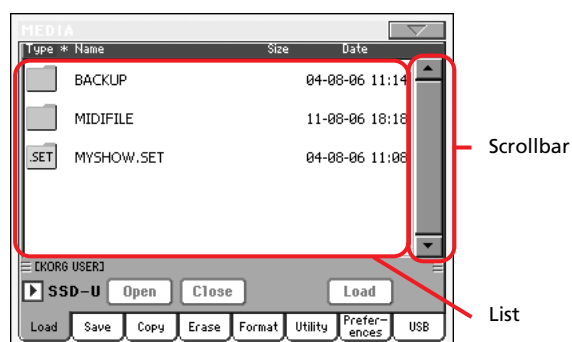 MEDIA
Type * Name Size Date
BACKUP 04-08-06 11:14
MIDIFILE 11-08-06 18:18
.SET MYSHOW.SET 04-08-06 11:08
Scrollbar
[KORG USER]
SSD-U Open Close Load
List
Load Save Copy Erase Format Utility Prefer-
ences USB